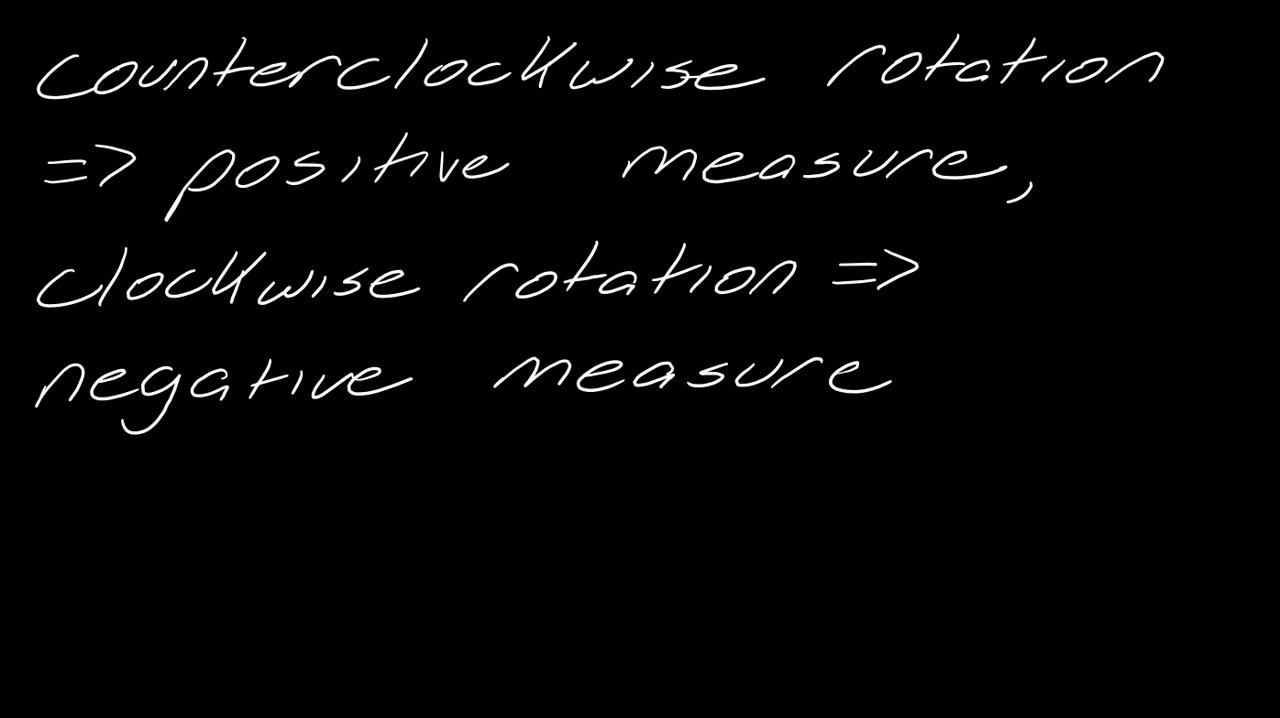 counterclockwise rotation
=> positive measure,
clockwise rotation =>
negative measure